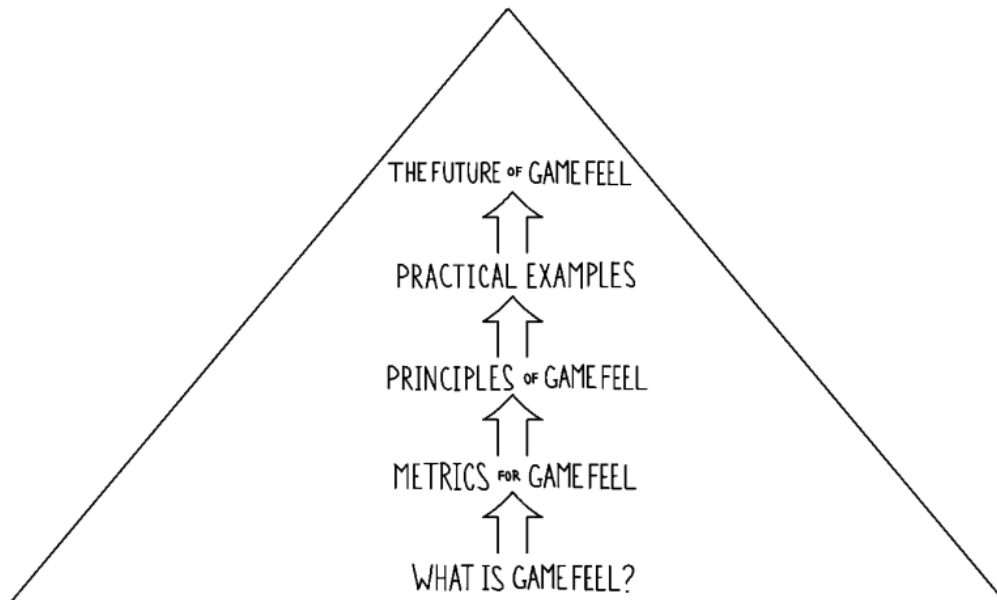 THE FUTURE OF GAME FEEL
PRACTICAL EXAMPLES
PRINCIPLES OF GAME FEEL
METRICS FOR GAME FEEL
WHAT IS GAME FEEL?